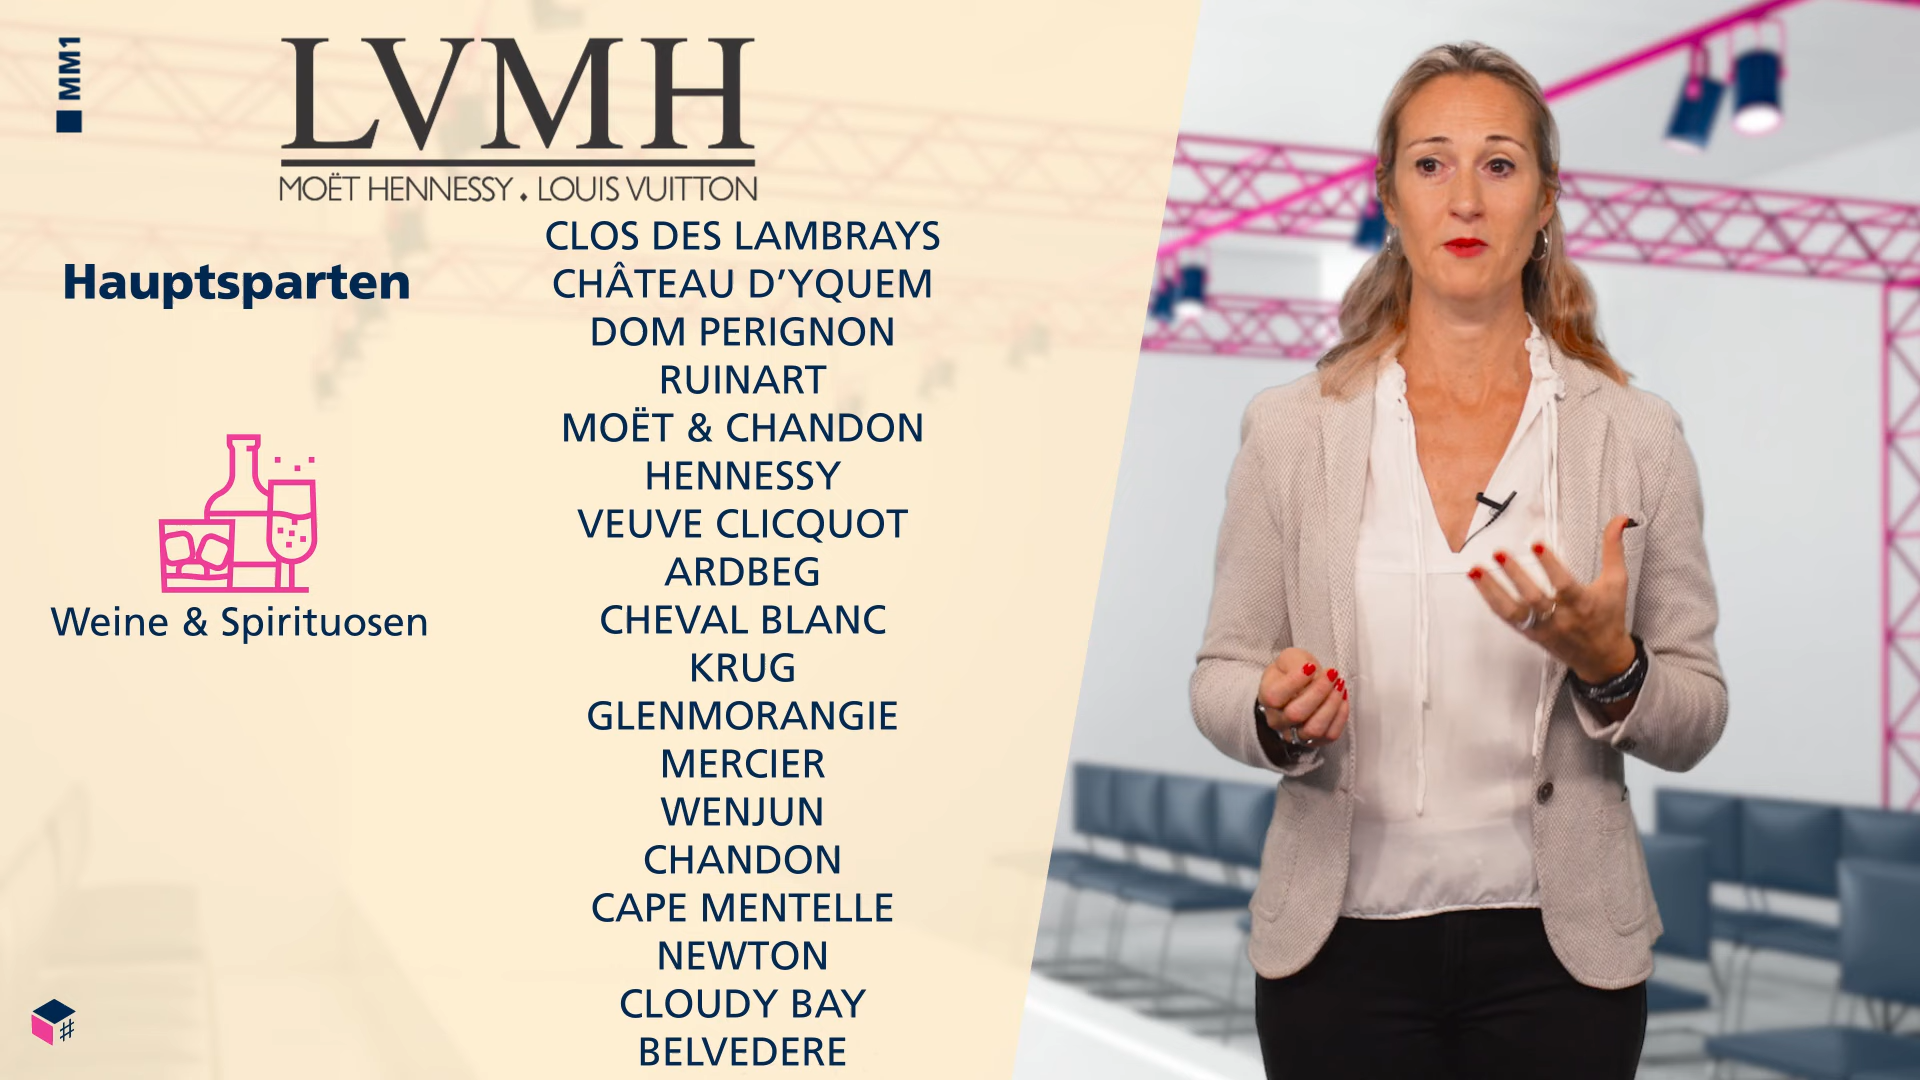 MM1
LVMH
MOËT HENNESSY . LOUIS VUITTON
Hauptsparten
Weine & Spirituosen
CLOS DES LAMBRAYS
CHÂTEAU D’YQUEM
DOM PERIGNON
RUINART
MOËT & CHANDON
HENNESSY
VEUVE CLICQUOT
ARDBEG
CHEVAL BLANC
KRUG
GLENMORANGIE
MERCIER
WENJUN
CHANDON
CAPE MENTELLE
NEWTON
CLOUDY BAY
BELVEDERE
#